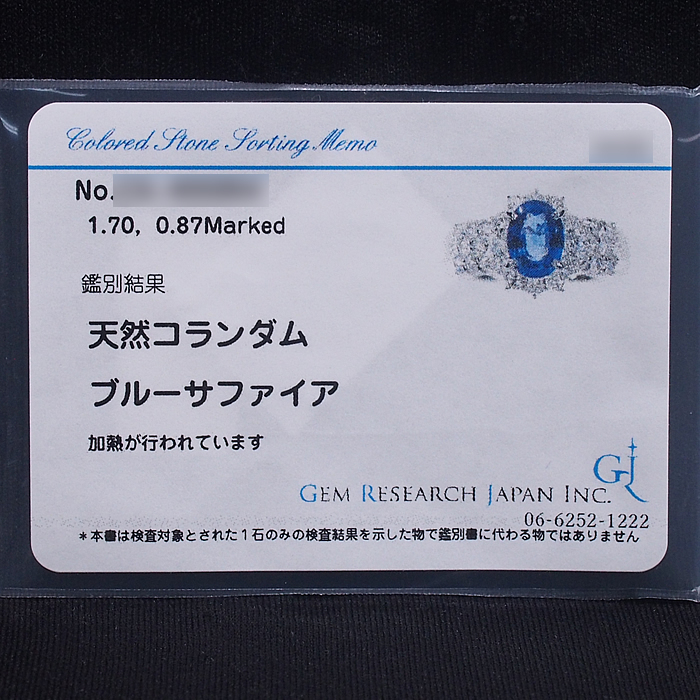 Colored Stone Sorting Memo
No.
1.70, 0.87Marked
鑑別結果
天然コランダム
ブルーサファイア
加熱が行われています
GJ
GEM RESEARCH JAPAN INC.
06-6252-1222
*本書は検査対象とされた1石のみの検査結果を示した物で鑑別書に代わる物ではありません